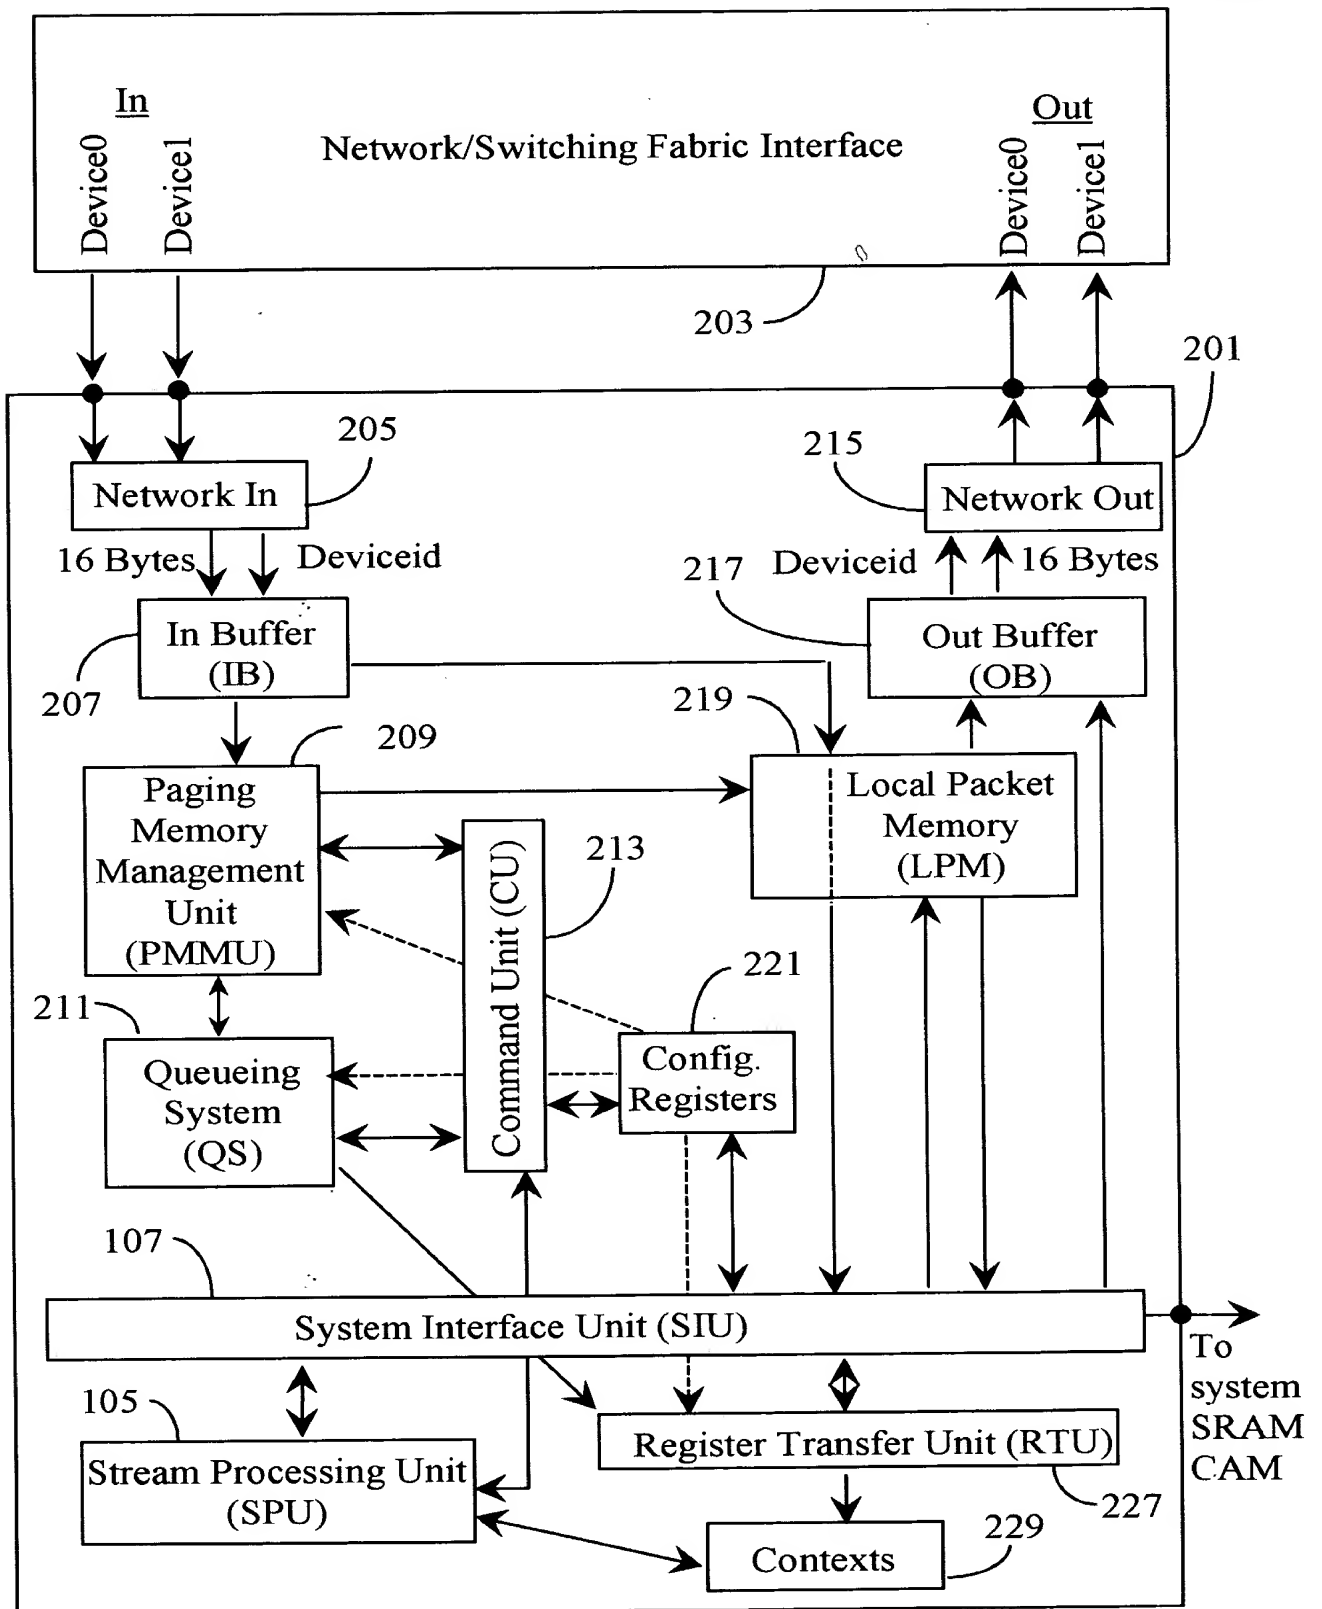 In
Out
Network/Switching Fabric Interface
Device0
Device1
Device0
Device1
203
201
205
215
Network In
Network Out
16 Bytes
Deviceid
217
Deviceid
16 Bytes
In Buffer
(IB)
Out Buffer
(OB)
207
219
209
Paging
Memory
Management
Unit
(PMMU)
Local Packet
Memory
(LPM)
213
Command Unit (CU)
221
211
Queueing
System
(QS)
Config.
Registers
107
System Interface Unit (SIU)
To
system
SRAM
CAM
105
Register Transfer Unit (RTU)
Stream Processing Unit
(SPU)
227
229
Contexts